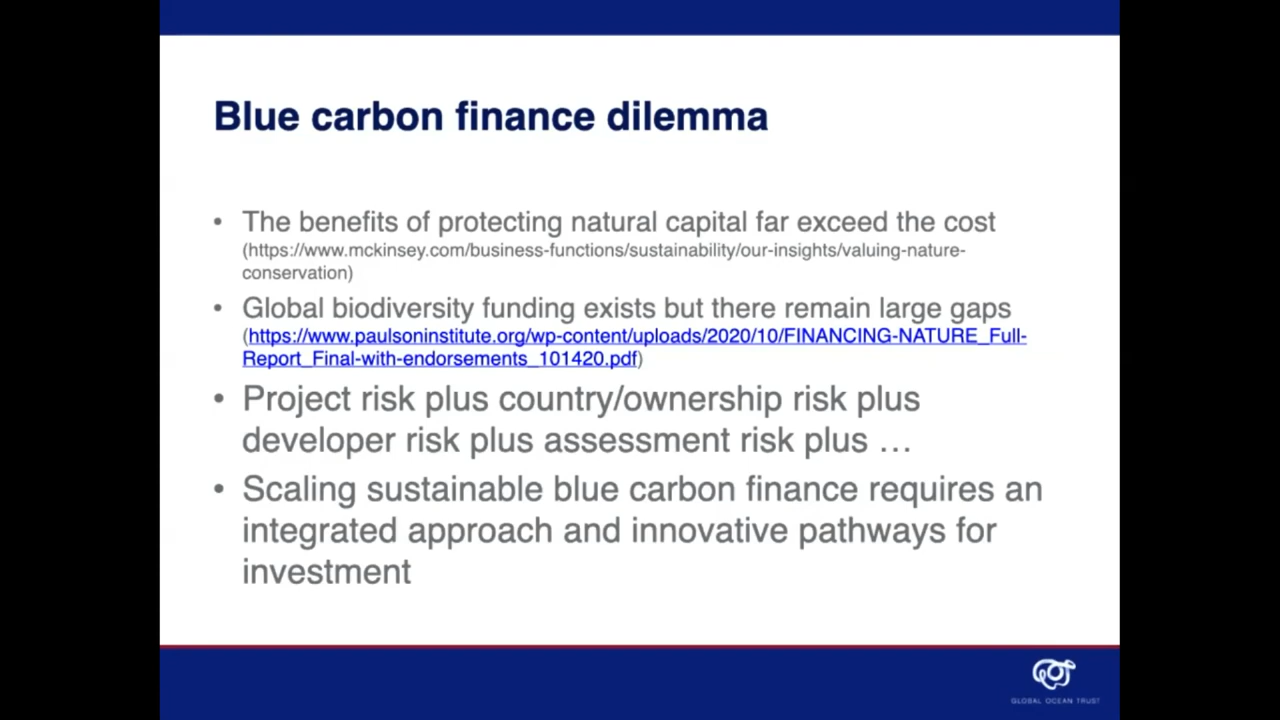 Blue carbon finance dilemma
• The benefits of protecting natural capital far exceed the cost
(https://www.mckinsey.com/business-functions/sustainability/our-insights/valuing-nature-
conservation)
• Global biodiversity funding exists but there remain large gaps
(https://www.paulsoninstitute.org/wp-content/uploads/2020/10/FINANCING-NATURE_Full-
Report_Final-with-endorsements_101420.pdf)
• Project risk plus country/ownership risk plus
developer risk plus assessment risk plus …
• Scaling sustainable blue carbon finance requires an
integrated approach and innovative pathways for
investment
GLOBAL OCEAN TRUST